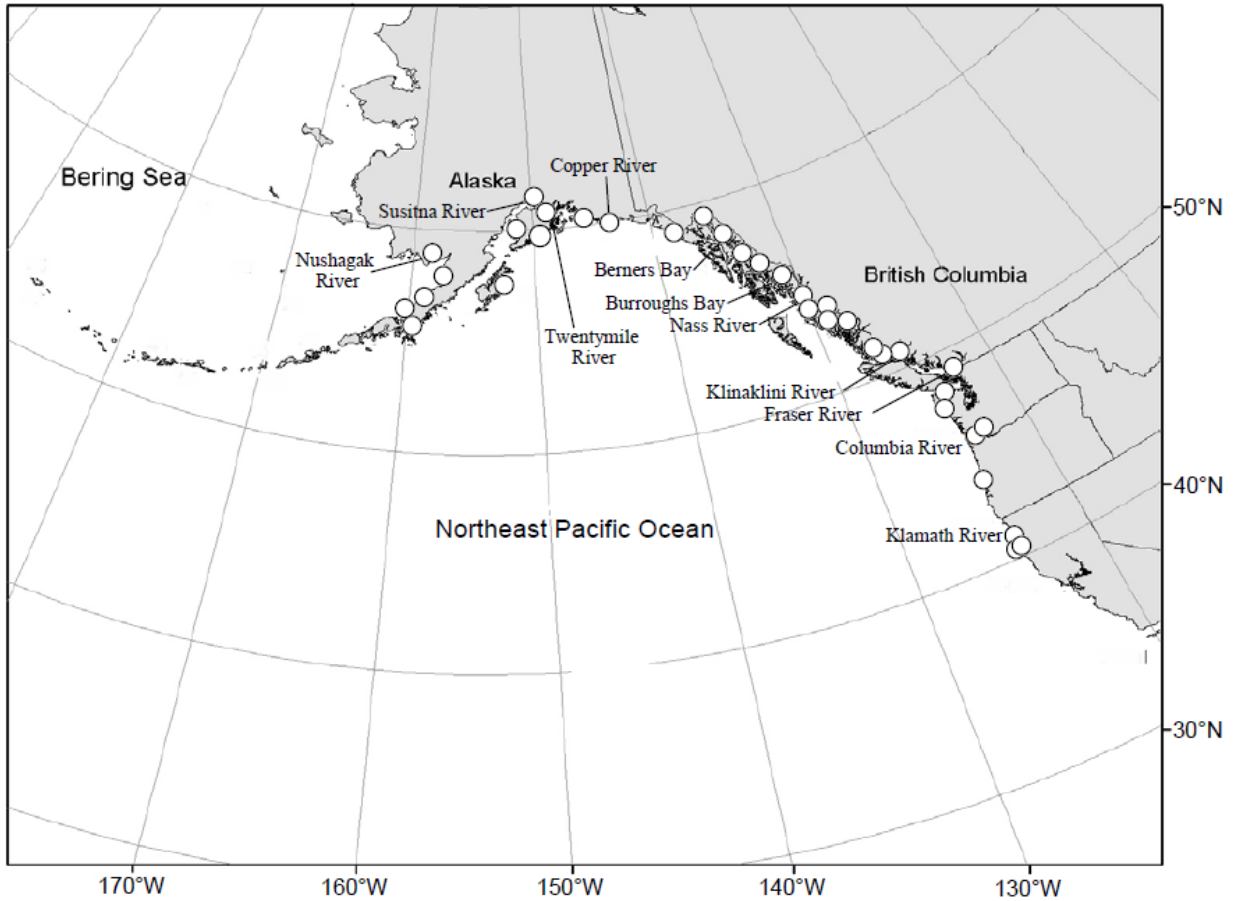 Copper River
Bering Sea
Alaska
Susitna River
50°N
Nushagak
River
Berners Bay
British Columbia
Burroughs Bay
Nass River
Twentymile
River
Klinaklini River
Fraser River
Columbia River
40°N
Northeast Pacific Ocean
Klamath River
30°N
170°W
160°W
150°W
140°W
130°W